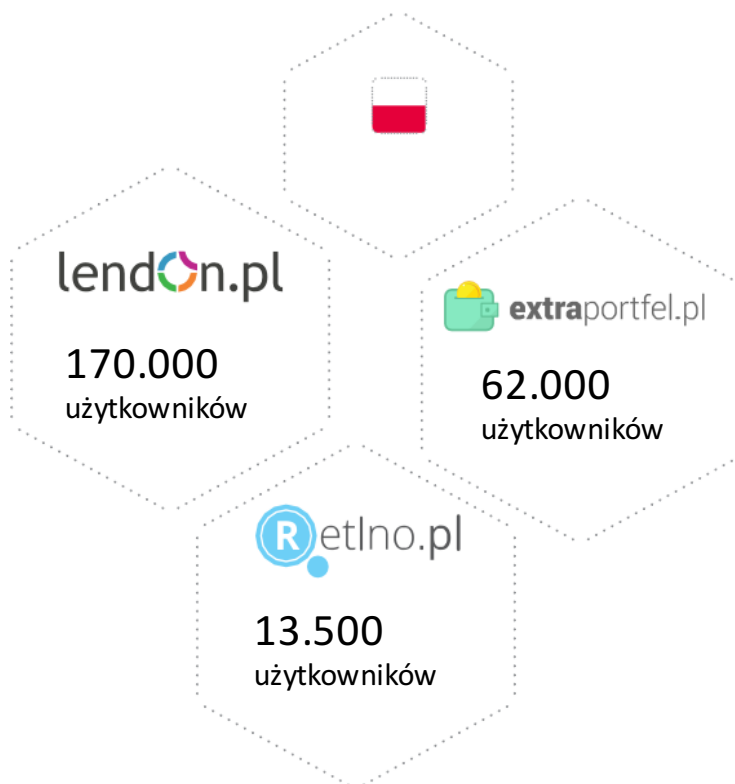 lendon.pl
170.000
użytkowników
extraportfel.pl
62.000
użytkowników
Retlno.pl
13.500
użytkowników